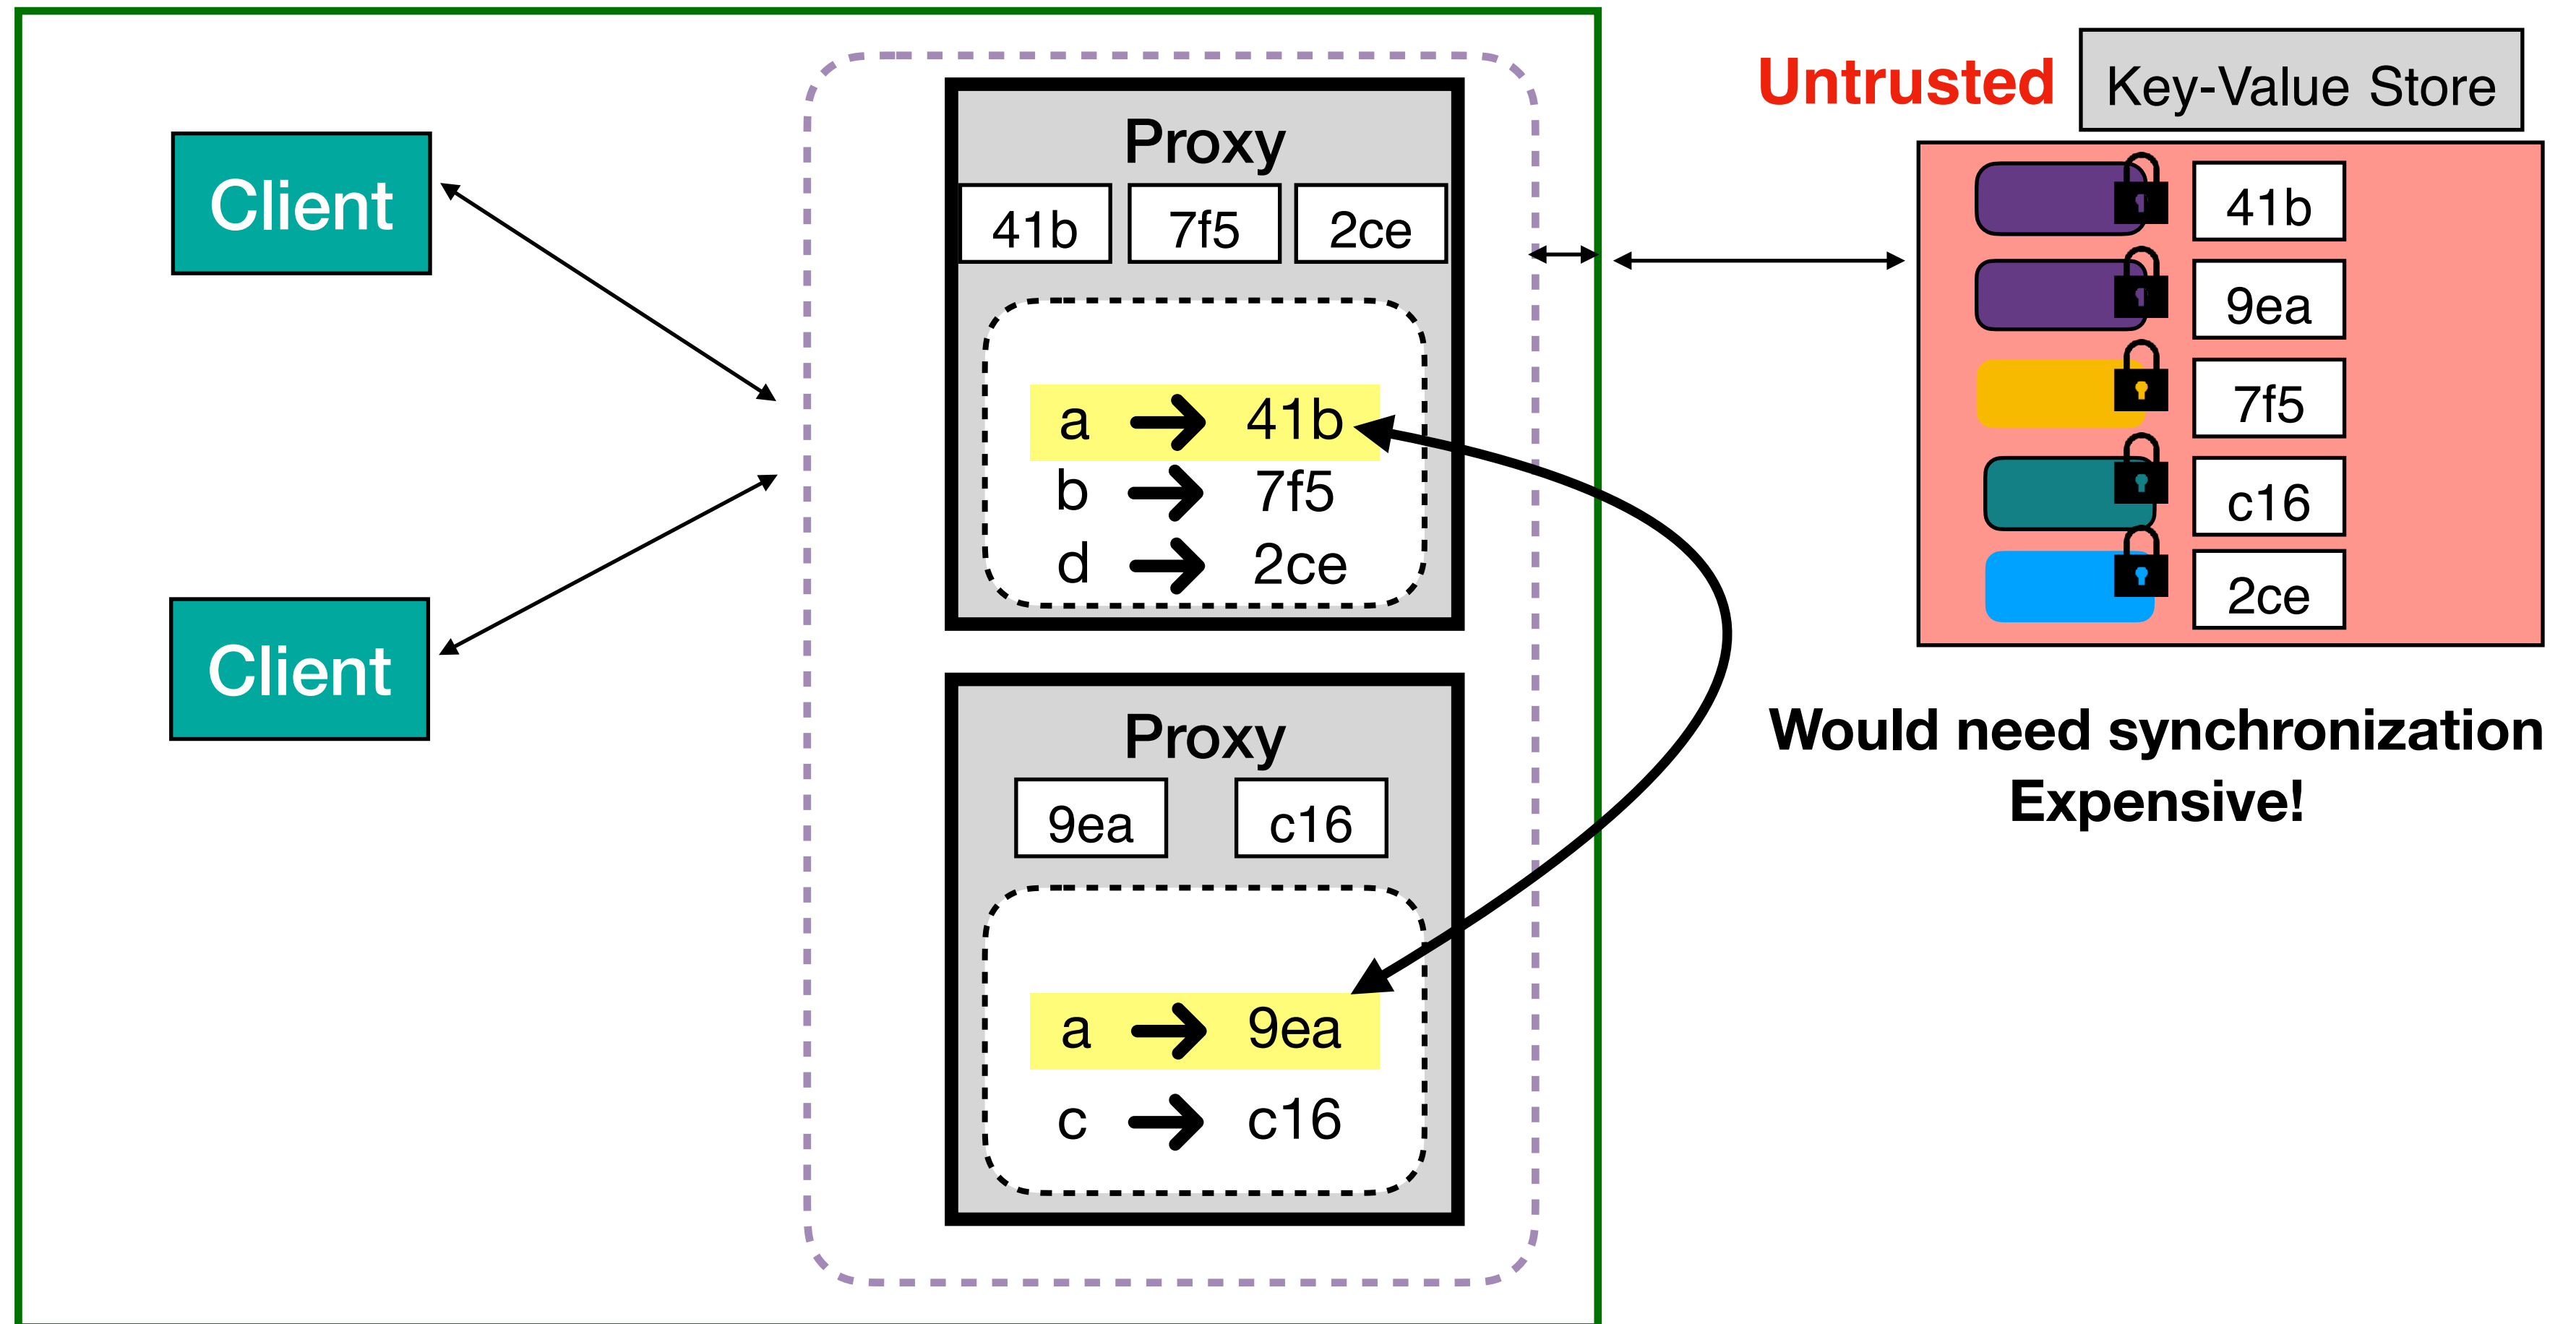 Client
Client
Proxy
41b 7f5 2ce
a → 41b
b → 7f5
d → 2ce
Proxy
9ea c16
a → 9ea
c → c16
Untrusted Key-Value Store
41b
9ea
7f5
c16
2ce
Would need synchronization
Expensive!